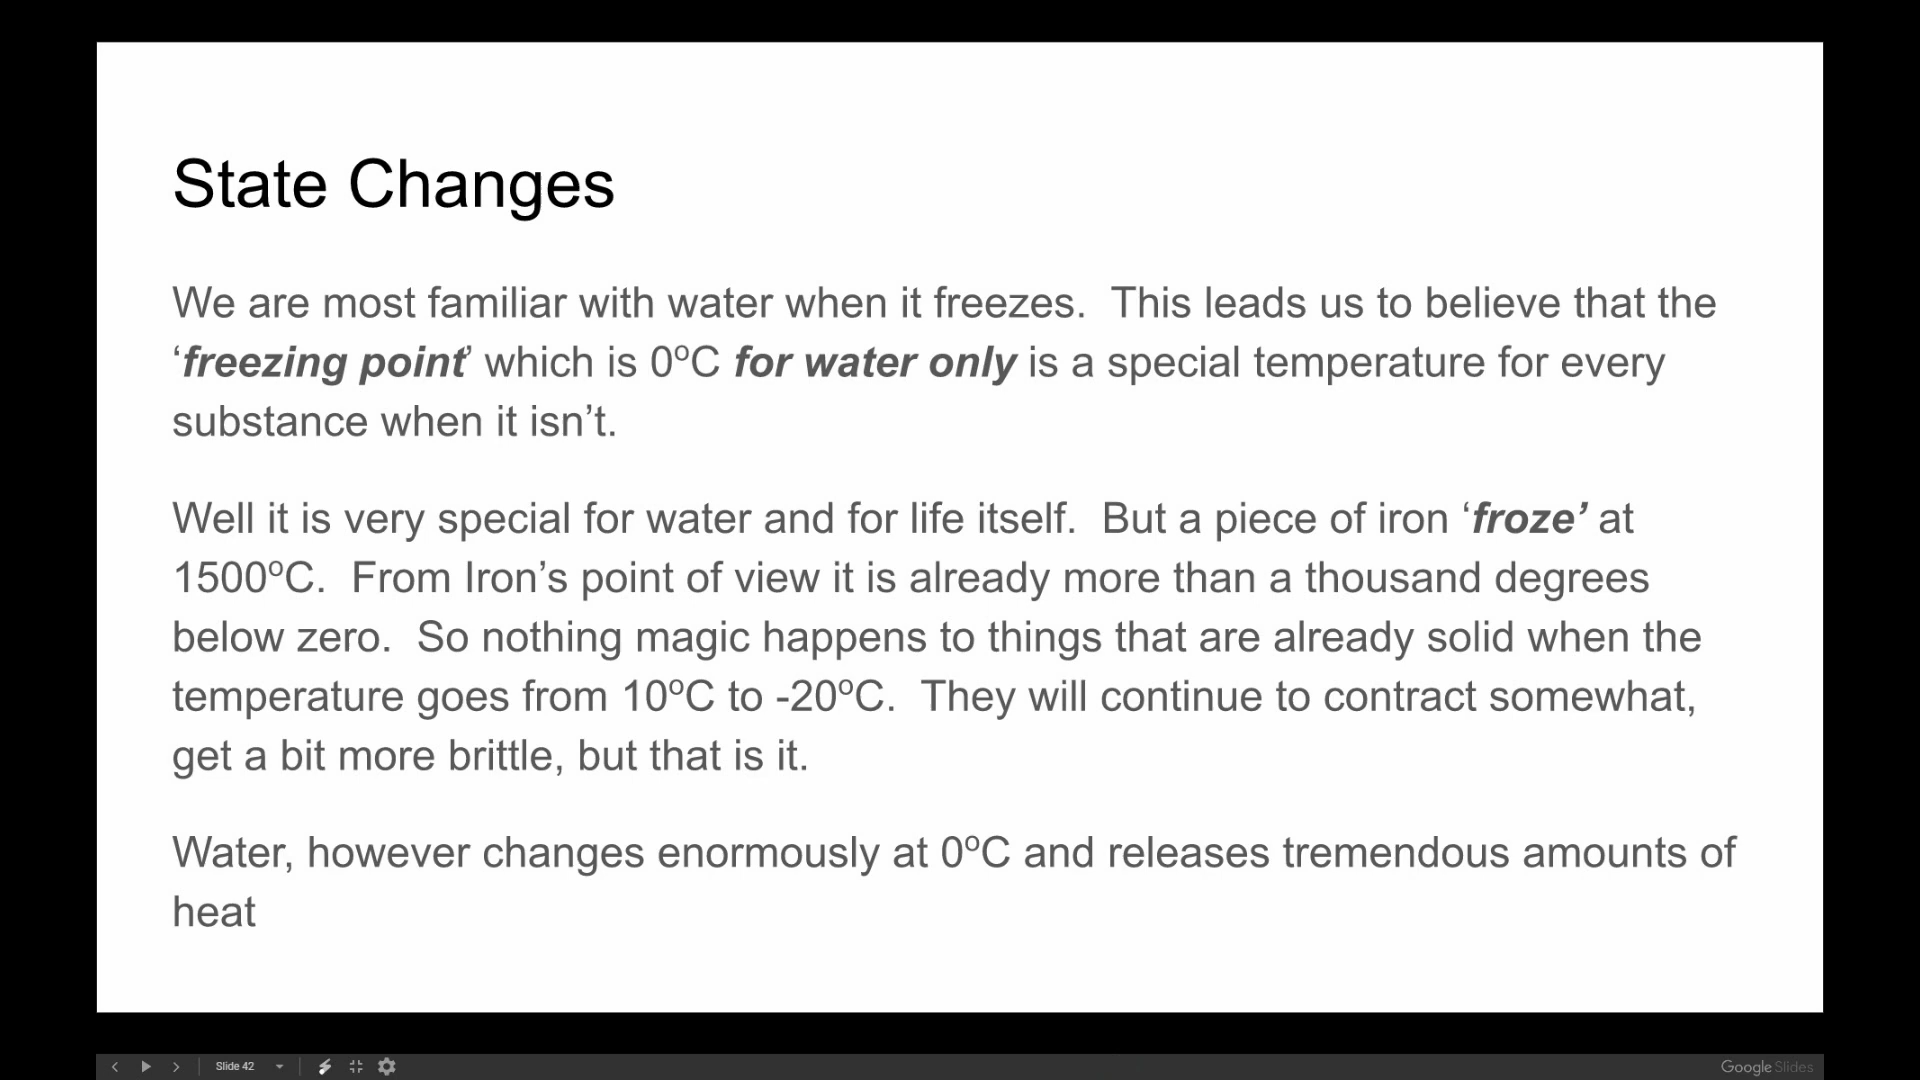 State Changes
We are most familiar with water when it freezes.  This leads us to believe that the
‘freezing point’ which is 0ºC for water only is a special temperature for every
substance when it isn’t.
Well it is very special for water and for life itself.  But a piece of iron ‘froze’ at
1500ºC.  From Iron’s point of view it is already more than a thousand degrees
below zero.  So nothing magic happens to things that are already solid when the
temperature goes from 10ºC to -20ºC.  They will continue to contract somewhat,
get a bit more brittle, but that is it.
Water, however changes enormously at 0ºC and releases tremendous amounts of
heat
Slide 42
Google Slides